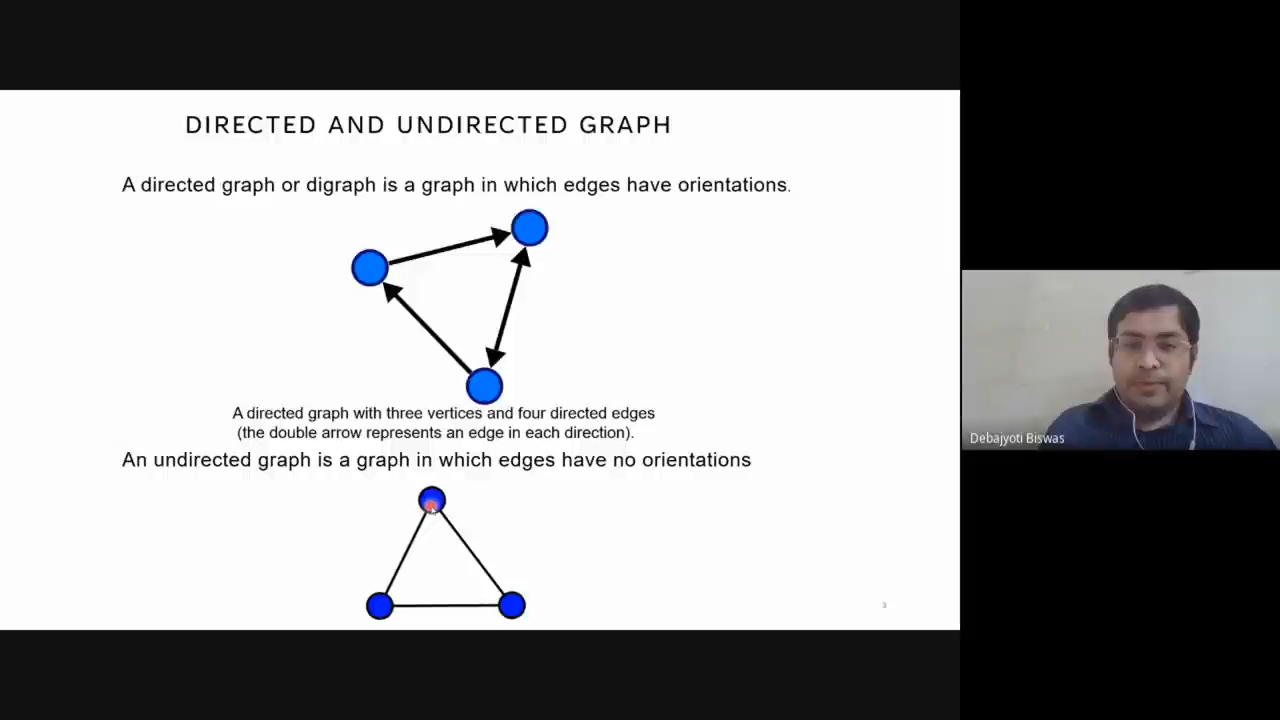 DIRECTED AND UNDIRECTED GRAPH
A directed graph or digraph is a graph in which edges have orientations.
A directed graph with three vertices and four directed edges
(the double arrow represents an edge in each direction).
An undirected graph is a graph in which edges have no orientations
3
Debajyoti Biswas